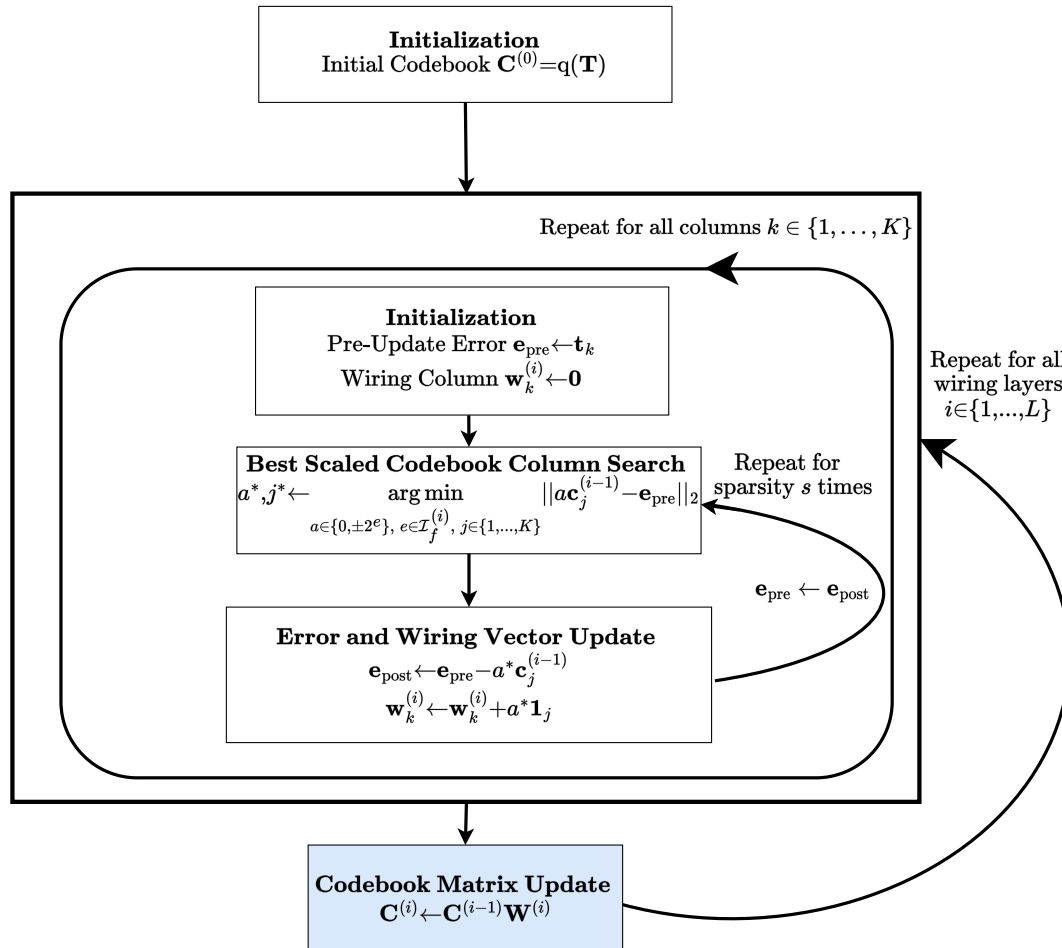 Initialization
Initial Codebook C^(0)=q(T)
Repeat for all columns k ∈ {1, . . . , K}
Initialization
Pre-Update Error e_pre←t_k
Wiring Column w_k^(i)←0
Repeat for all
wiring layers
i∈{1,...,L}
Best Scaled Codebook Column Search
a*,j*← arg min ||ac_j^(i−1)−e_pre||_2
a∈{0,±2^e}, e∈I_f^(i), j∈{1,...,K}
Repeat for
sparsity s times
e_pre ← e_post
Error and Wiring Vector Update
e_post←e_pre−a*c_j^(i−1)
w_k^(i)←w_k^(i)+a*1_j
Codebook Matrix Update
C^(i)←C^(i−1)W^(i)